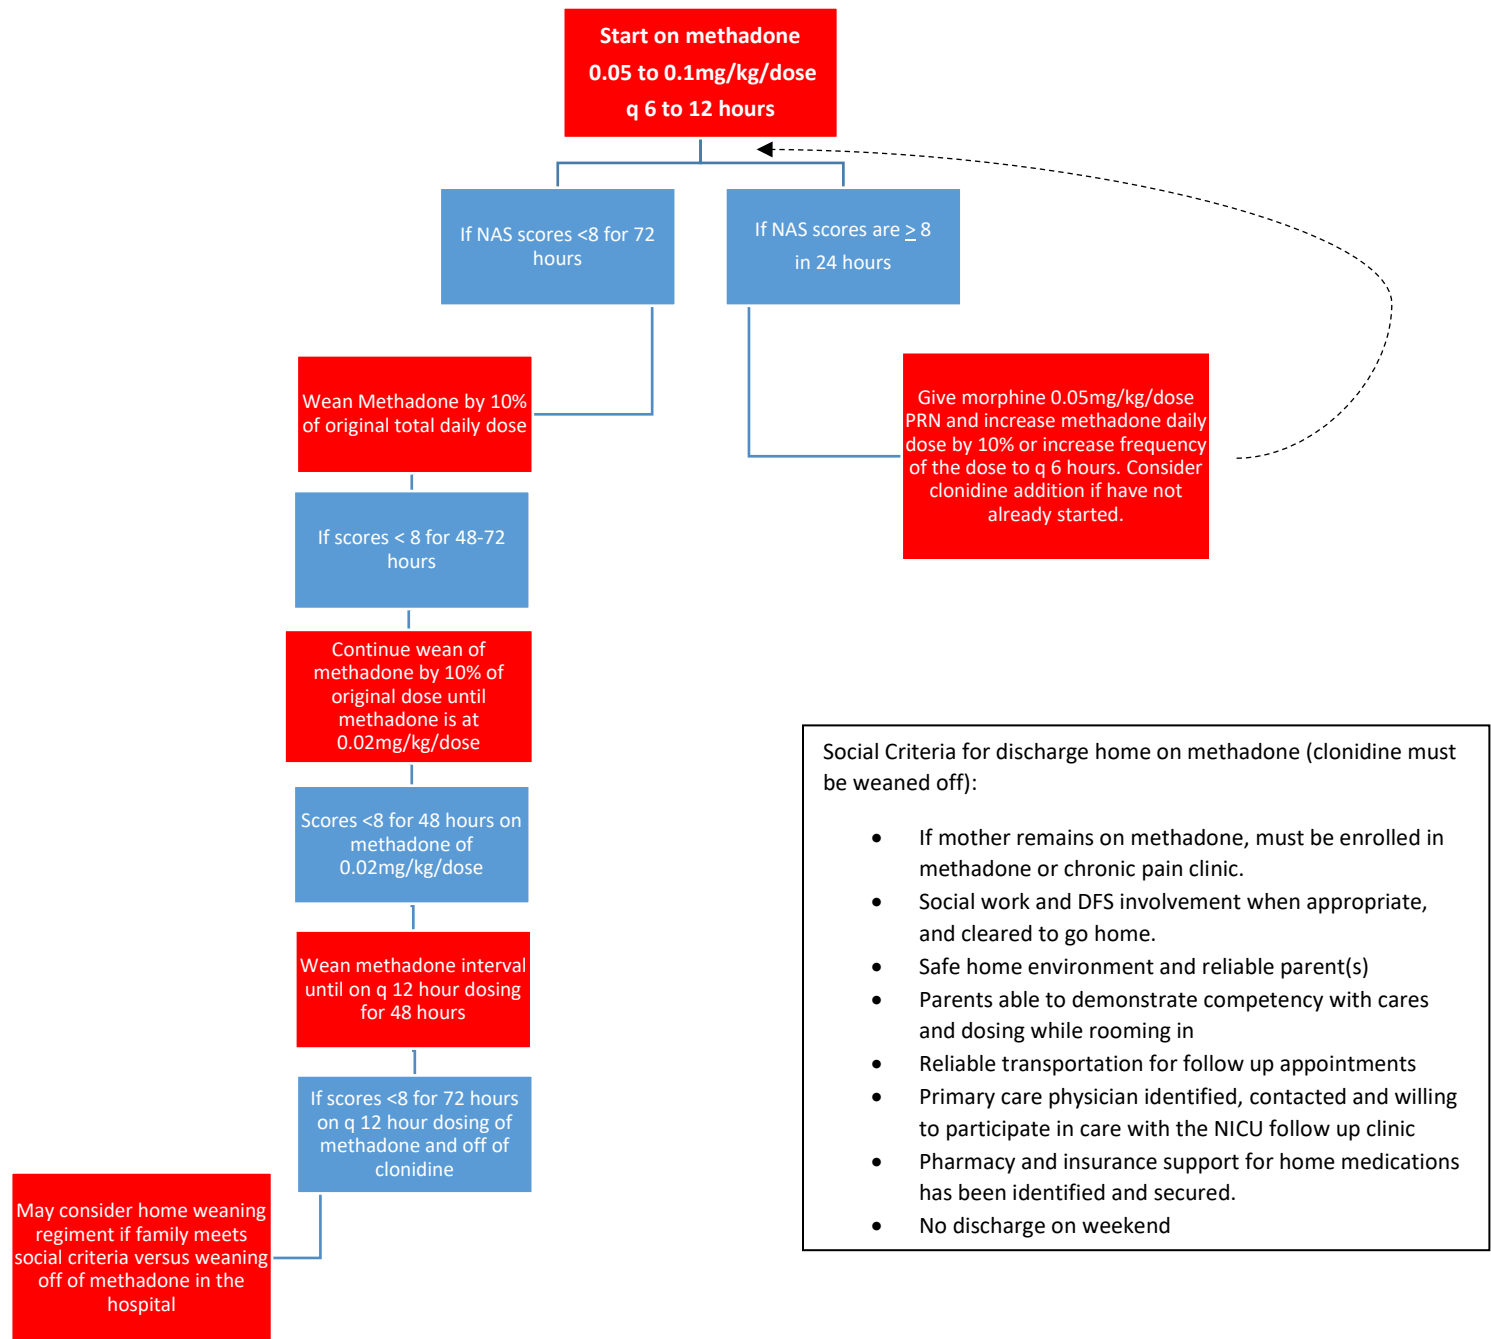 Start on methadone
0.05 to 0.1mg/kg/dose
q 6 to 12 hours
If NAS scores <8 for 72
hours
If NAS scores are ≥ 8
in 24 hours
Wean Methadone by 10%
of original total daily dose
Give morphine 0.05mg/kg/dose
PRN and increase methadone daily
dose by 10% or increase frequency
of the dose to q 6 hours. Consider
clonidine addition if have not
already started.
If scores < 8 for 48-72
hours
Continue wean of
methadone by 10% of
original dose until
methadone is at
0.02mg/kg/dose
Scores <8 for 48 hours on
methadone of
0.02mg/kg/dose
Wean methadone interval
until on q 12 hour dosing
for 48 hours
If scores <8 for 72 hours
on q 12 hour dosing of
methadone and off of
clonidine
May consider home weaning
regiment if family meets
social criteria versus weaning
off of methadone in the
hospital
Social Criteria for discharge home on methadone (clonidine must
be weaned off):
• If mother remains on methadone, must be enrolled in
methadone or chronic pain clinic.
• Social work and DFS involvement when appropriate,
and cleared to go home.
• Safe home environment and reliable parent(s)
• Parents able to demonstrate competency with cares
and dosing while rooming in
• Reliable transportation for follow up appointments
• Primary care physician identified, contacted and willing
to participate in care with the NICU follow up clinic
• Pharmacy and insurance support for home medications
has been identified and secured.
• No discharge on weekend